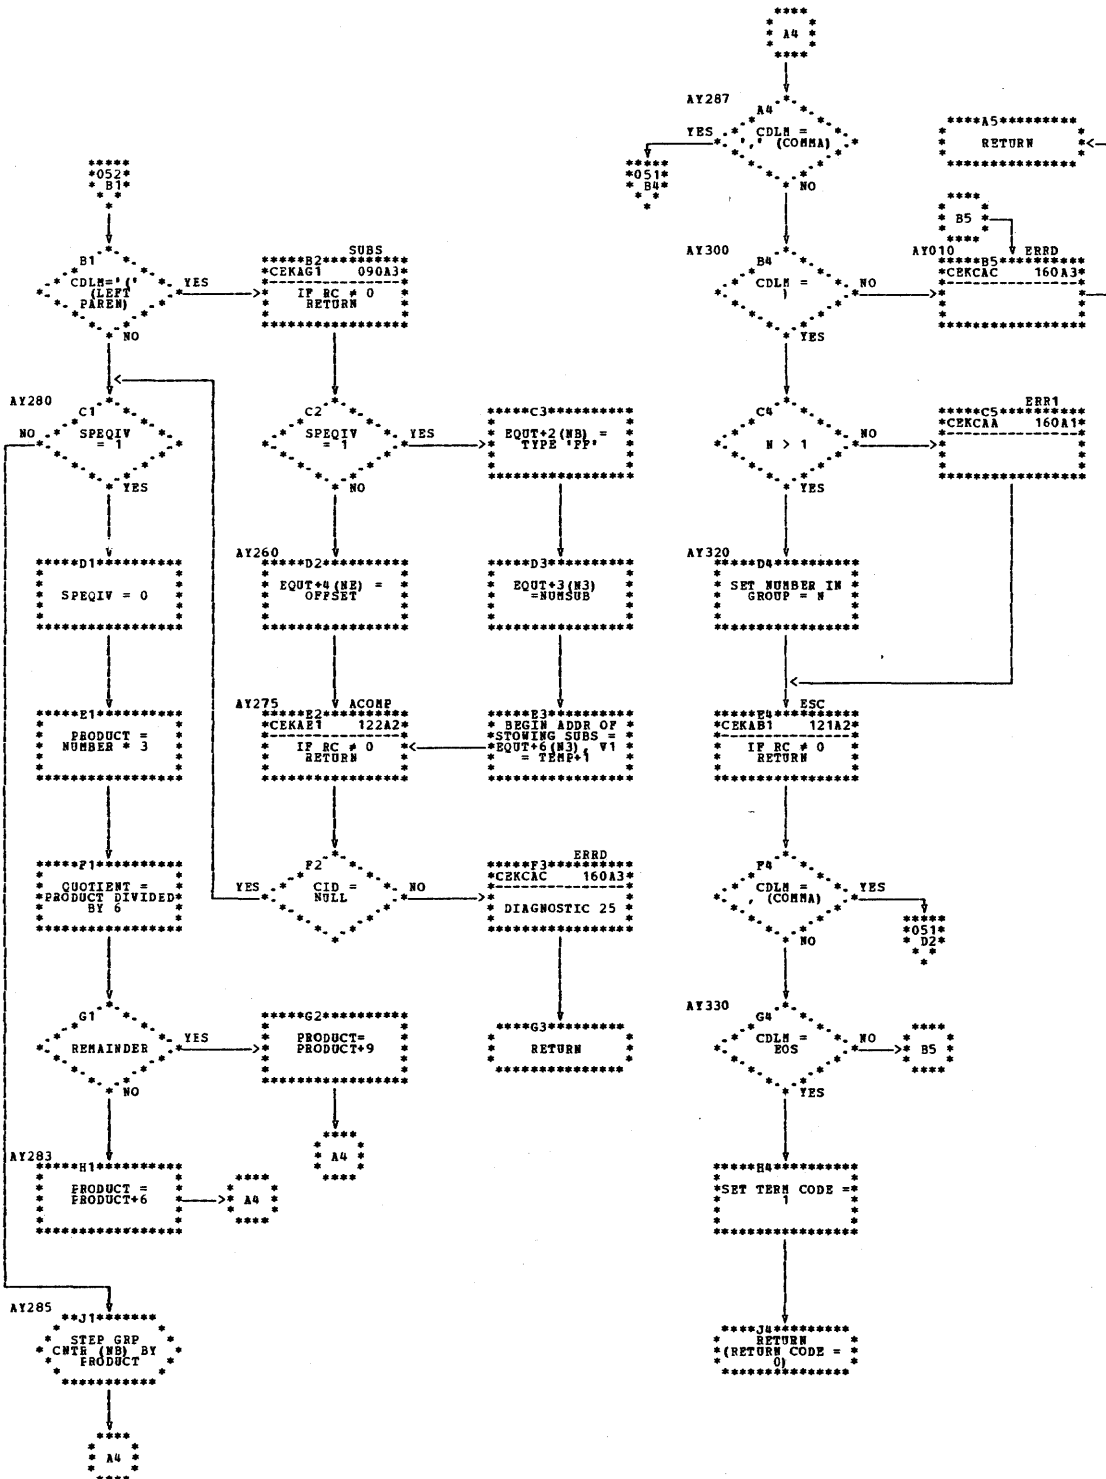 A4
AY287
A4
CDLM =
',' (COMMA)
YES
NO
*051*
B4*
****A5*********
RETURN
*052*
B1*
B5
B1
CDLM='('
(LEFT
PAREN)
YES
NO
SUBS
*****B2**********
*CEKAG1 090A3*
IF RC ≠ 0
RETURN
AY300
B4
CDLM =
)
NO
YES
AY010
ERRD
*****B5**********
*CEKCAC 160A3*
AY280
C1
SPEQIV
= 1
NO
YES
C2
SPEQIV
= 1
YES
NO
*****C3**********
EQUT+2(NB) =
TYPE 'FF'
C4
N > 1
NO
YES
ERR1
*****C5**********
*CEKCAA 160A1*
*****D1**********
SPEQIV = 0
AY260
*****D2**********
EQUT+4(NE) =
OFFSET
*****D3**********
EQUT+3(N3)
=NUMSUB
AY320
*****D4**********
SET NUMBER IN
GROUP = N
*****E1**********
PRODUCT =
NUMBER * 3
AY275
ACOMP
*****E2**********
*CEKAE1 122A2*
IF RC ≠ 0
RETURN
*****E3**********
* BEGIN ADDR OF *
*STOWING SUBS =*
*EQUT+6(N3), V1 *
= TEMP+1
ESC
*****E4**********
*CEKAB1 121A2*
IF RC ≠ 0
RETURN
*****F1**********
QUOTIENT =
*PRODUCT DIVIDED*
BY 6
F2
CID =
NULL
YES
NO
ERRD
*****F3**********
*CEKCAC 160A3*
DIAGNOSTIC 25
F4
CDLM =
, (COMMA)
YES
NO
*051*
D2*
G1
REMAINDER
YES
NO
*****G2**********
PRODUCT=
PRODUCT+9
****G3*********
RETURN
AY330
G4
CDLM =
EOS
NO
YES
B5
A4
AY283
*****H1**********
PRODUCT =
PRODUCT+6
A4
*****H4**********
*SET TERM CODE =*
1
AY285
**J1*******
STEP GRP
CNTR (NB) BY
PRODUCT
****J4*********
RETURN
(RETURN CODE =
0)
A4